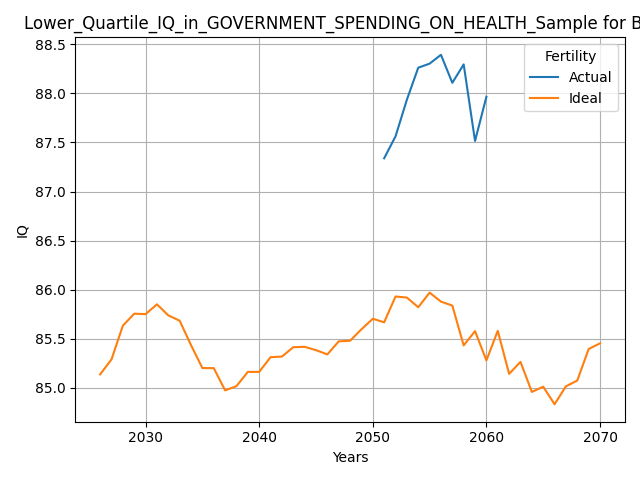 Lower_Quartile_IQ_in_GOVERNMENT_SPENDING_ON_HEALTH_Sample for B
88.5
88.0
87.5
87.0
86.5
86.0
85.5
85.0
IQ
Fertility
Actual
Ideal
2030 2040 2050 2060 2070
Years